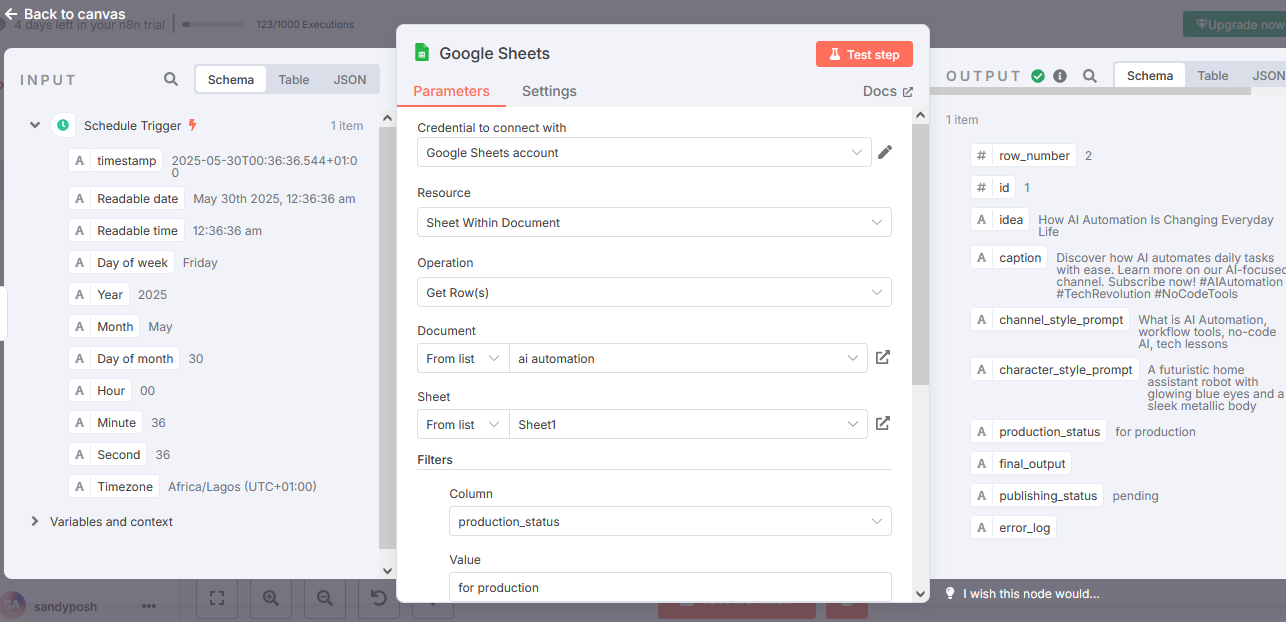 Back to canvas
4 days left in your n8n trial
123/1000 Executions
Upgrade now
INPUT
Schema
Table
JSON
Schedule Trigger
1 item
A timestamp 2025-05-30T00:36:36.544+01:0
0
A Readable date May 30th 2025, 12:36:36 am
A Readable time 12:36:36 am
A Day of week Friday
A Year 2025
A Month May
A Day of month 30
A Hour 00
A Minute 36
A Second 36
A Timezone Africa/Lagos (UTC+01:00)
Variables and context
Google Sheets
Test step
Parameters
Settings
Docs
Credential to connect with
Google Sheets account
Resource
Sheet Within Document
Operation
Get Row(s)
Document
From list
ai automation
Sheet
From list
Sheet1
Filters
Column
production_status
Value
for production
OUTPUT
Schema
Table
JSON
1 item
# row_number 2
# id 1
A idea How AI Automation Is Changing Everyday
Life
A caption Discover how AI automates daily tasks
with ease. Learn more on our AI-focused
channel. Subscribe now! #AIAutomation
#TechRevolution #NoCodeTools
A channel_style_prompt What is AI Automation,
workflow tools, no-code
AI, tech lessons
A character_style_prompt A futuristic home
assistant robot with
glowing blue eyes and a
sleek metallic body
A production_status for production
A final_output
A publishing_status pending
A error_log
SA sandyposh
I wish this node would...